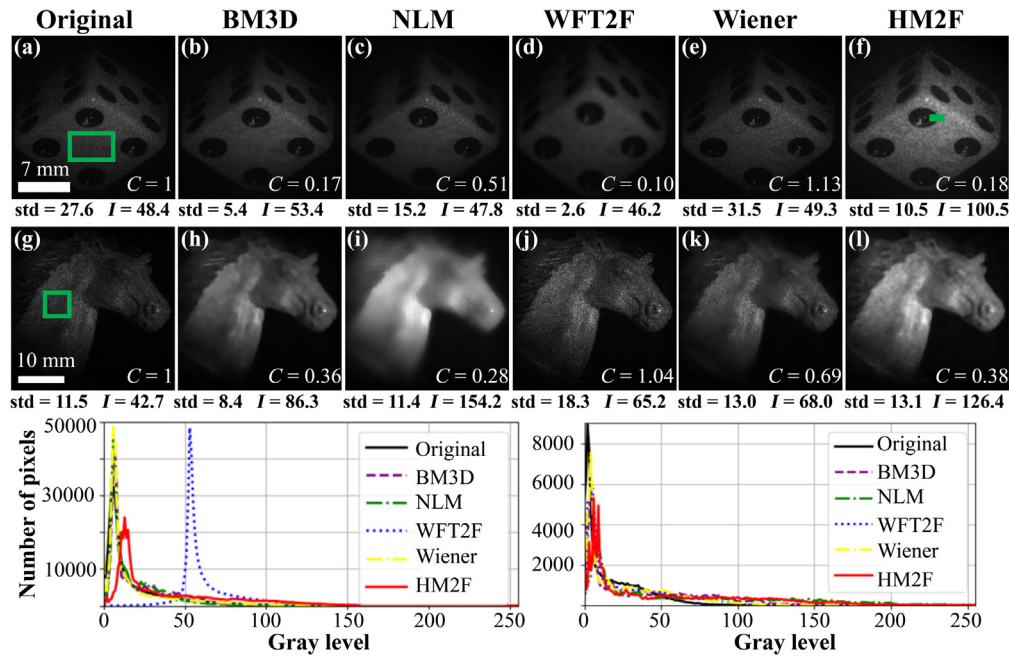 Original BM3D NLM WFT2F Wiener HM2F
(a) (b) (c) (d) (e) (f)
7 mm
C = 1 C = 0.17 C = 0.51 C = 0.10 C = 1.13 C = 0.18
std = 27.6 I = 48.4 std = 5.4 I = 53.4 std = 15.2 I = 47.8 std = 2.6 I = 46.2 std = 31.5 I = 49.3 std = 10.5 I = 100.5
(g) (h) (i) (j) (k) (l)
10 mm
C = 1 C = 0.36 C = 0.28 C = 1.04 C = 0.69 C = 0.38
std = 11.5 I = 42.7 std = 8.4 I = 86.3 std = 11.4 I = 154.2 std = 18.3 I = 65.2 std = 13.0 I = 68.0 std = 13.1 I = 126.4
Number of pixels
50000
30000
10000
0 50 100 150 200 250
Gray level
Original
BM3D
NLM
WFT2F
Wiener
HM2F
8000
6000
4000
2000
0 50 100 150 200 250
Gray level
Original
BM3D
NLM
WFT2F
Wiener
HM2F